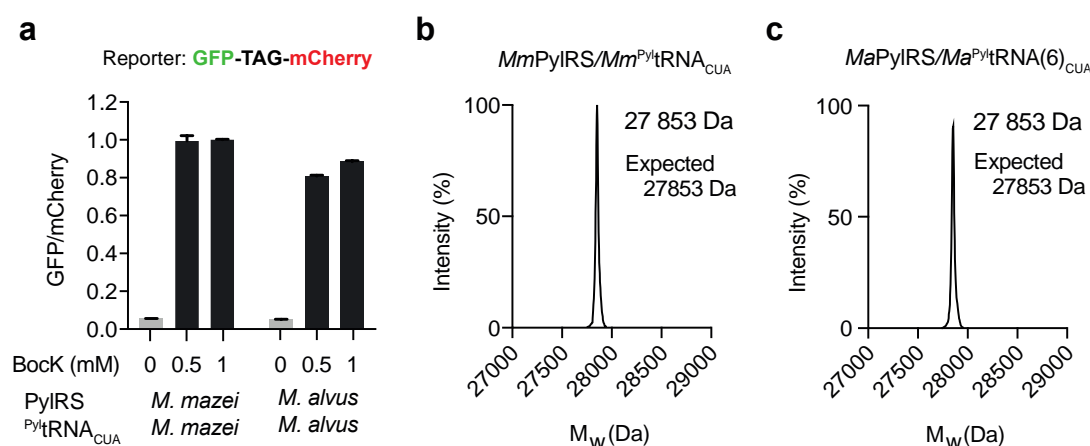 a
Reporter: GFP-TAG-mCherry
GFP/mCherry
1.2
1.0
0.8
0.6
0.4
0.2
0.0
BocK (mM) 0 0.5 1 0 0.5 1
PylRS M. mazei M. alvus
PyltRNACUA M. mazei M. alvus
b
MmPylRS/MmPyltRNACUA
Intensity (%)
100
50
0
27 853 Da
Expected
27853 Da
27000 27500 28000 28500 29000
MW(Da)
c
MaPylRS/MaPyltRNA(6)CUA
Intensity (%)
100
50
0
27 853 Da
Expected
27853 Da
27000 27500 28000 28500 29000
MW(Da)